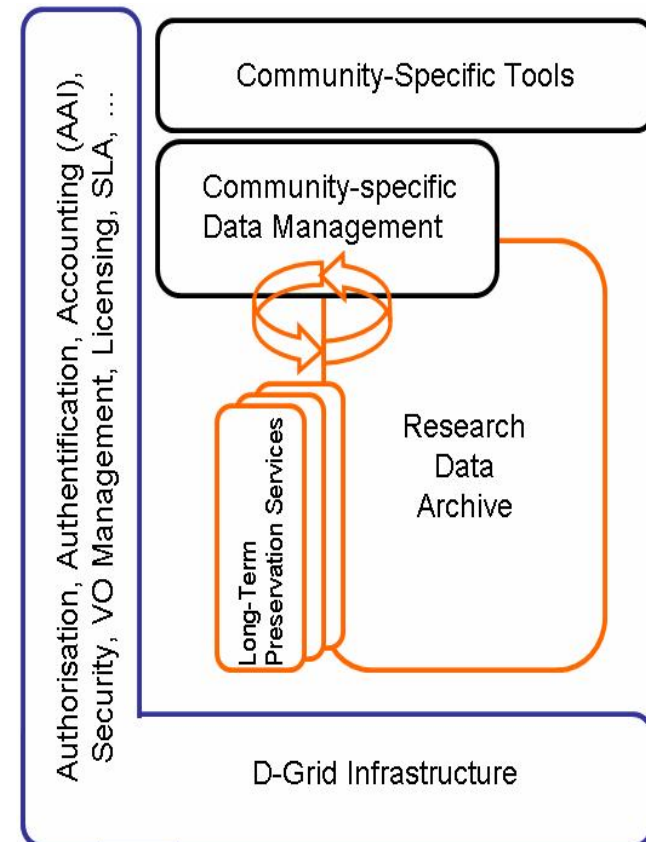 Authorisation, Authentification, Accounting (AAI),
Security, VO Management, Licensing, SLA, ...
Community-Specific Tools
Community-specific
Data Management
Long-Term
Preservation Services
Research
Data
Archive
D-Grid Infrastructure